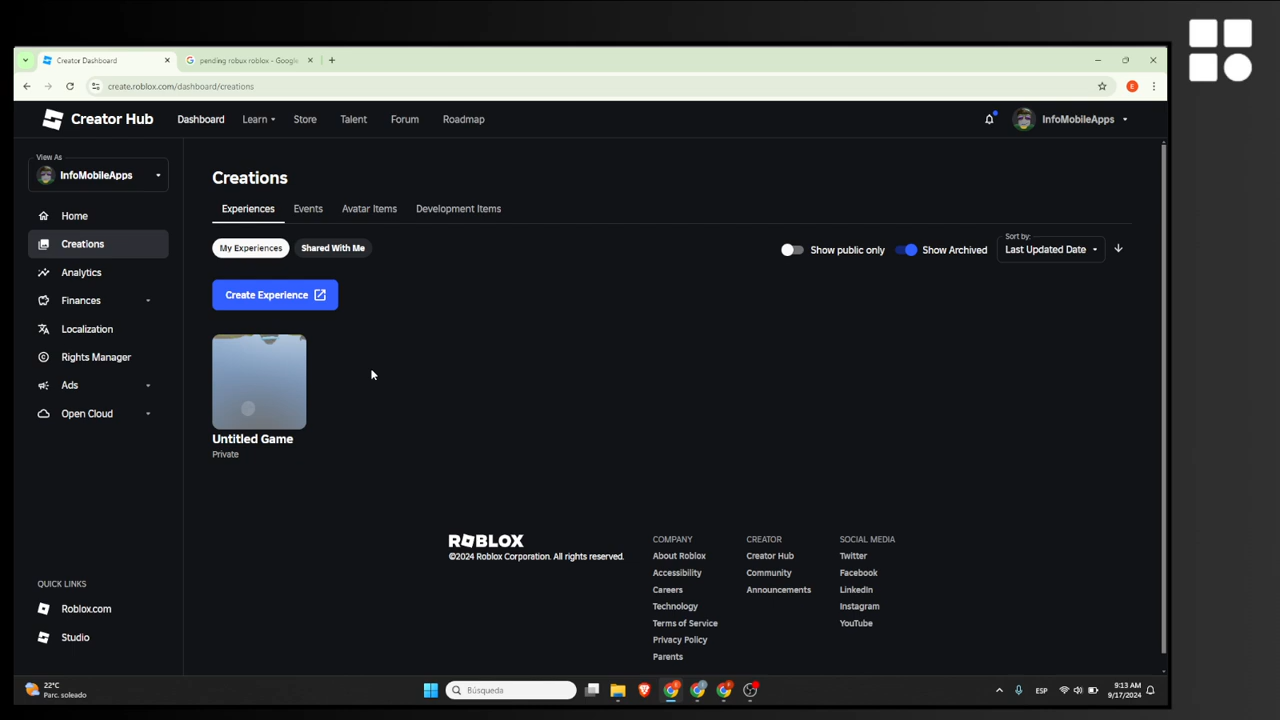 Creator Dashboard
pending robux roblox - Google
create.roblox.com/dashboard/creations
E
Creator Hub
Dashboard
Learn
Store
Talent
Forum
Roadmap
InfoMobileApps
View As
InfoMobileApps
Home
Creations
Analytics
Finances
Localization
Rights Manager
Ads
Open Cloud
QUICK LINKS
Roblox.com
Studio
Creations
Experiences
Events
Avatar Items
Development Items
My Experiences
Shared With Me
Show public only
Show Archived
Sort by:
Last Updated Date
Create Experience
Untitled Game
Private
ROBLOX
©2024 Roblox Corporation. All rights reserved.
COMPANY
About Roblox
Accessibility
Careers
Technology
Terms of Service
Privacy Policy
Parents
CREATOR
Creator Hub
Community
Announcements
SOCIAL MEDIA
Twitter
Facebook
LinkedIn
Instagram
YouTube
22°C
Parc. soleado
Búsqueda
ESP
9:13 AM
9/17/2024